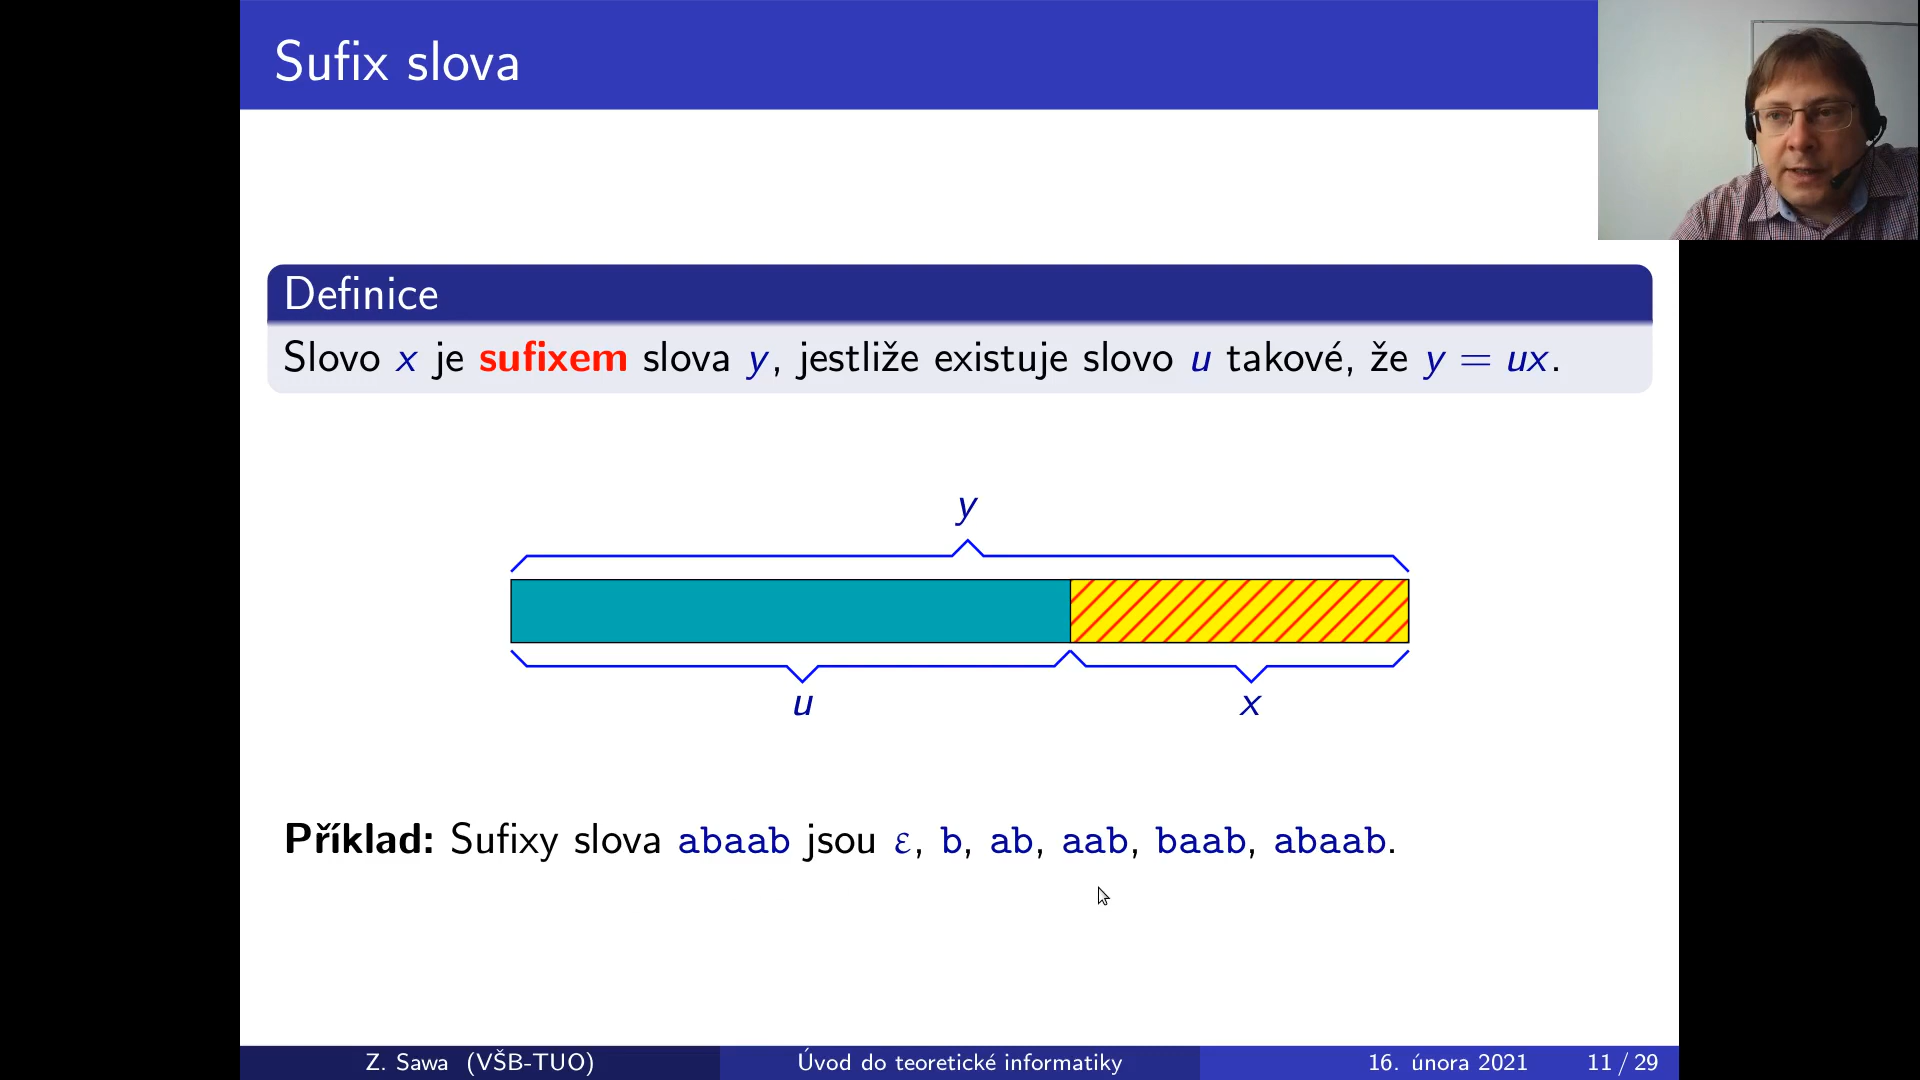 Sufix slova
Definice
Slovo x je sufixem slova y, jestliže existuje slovo u takové, že y = ux.
y
u
x
Příklad: Sufixy slova abaab jsou ε, b, ab, aab, baab, abaab.
Z. Sawa (VŠB-TUO)
Úvod do teoretické informatiky
16. února 2021
11 / 29